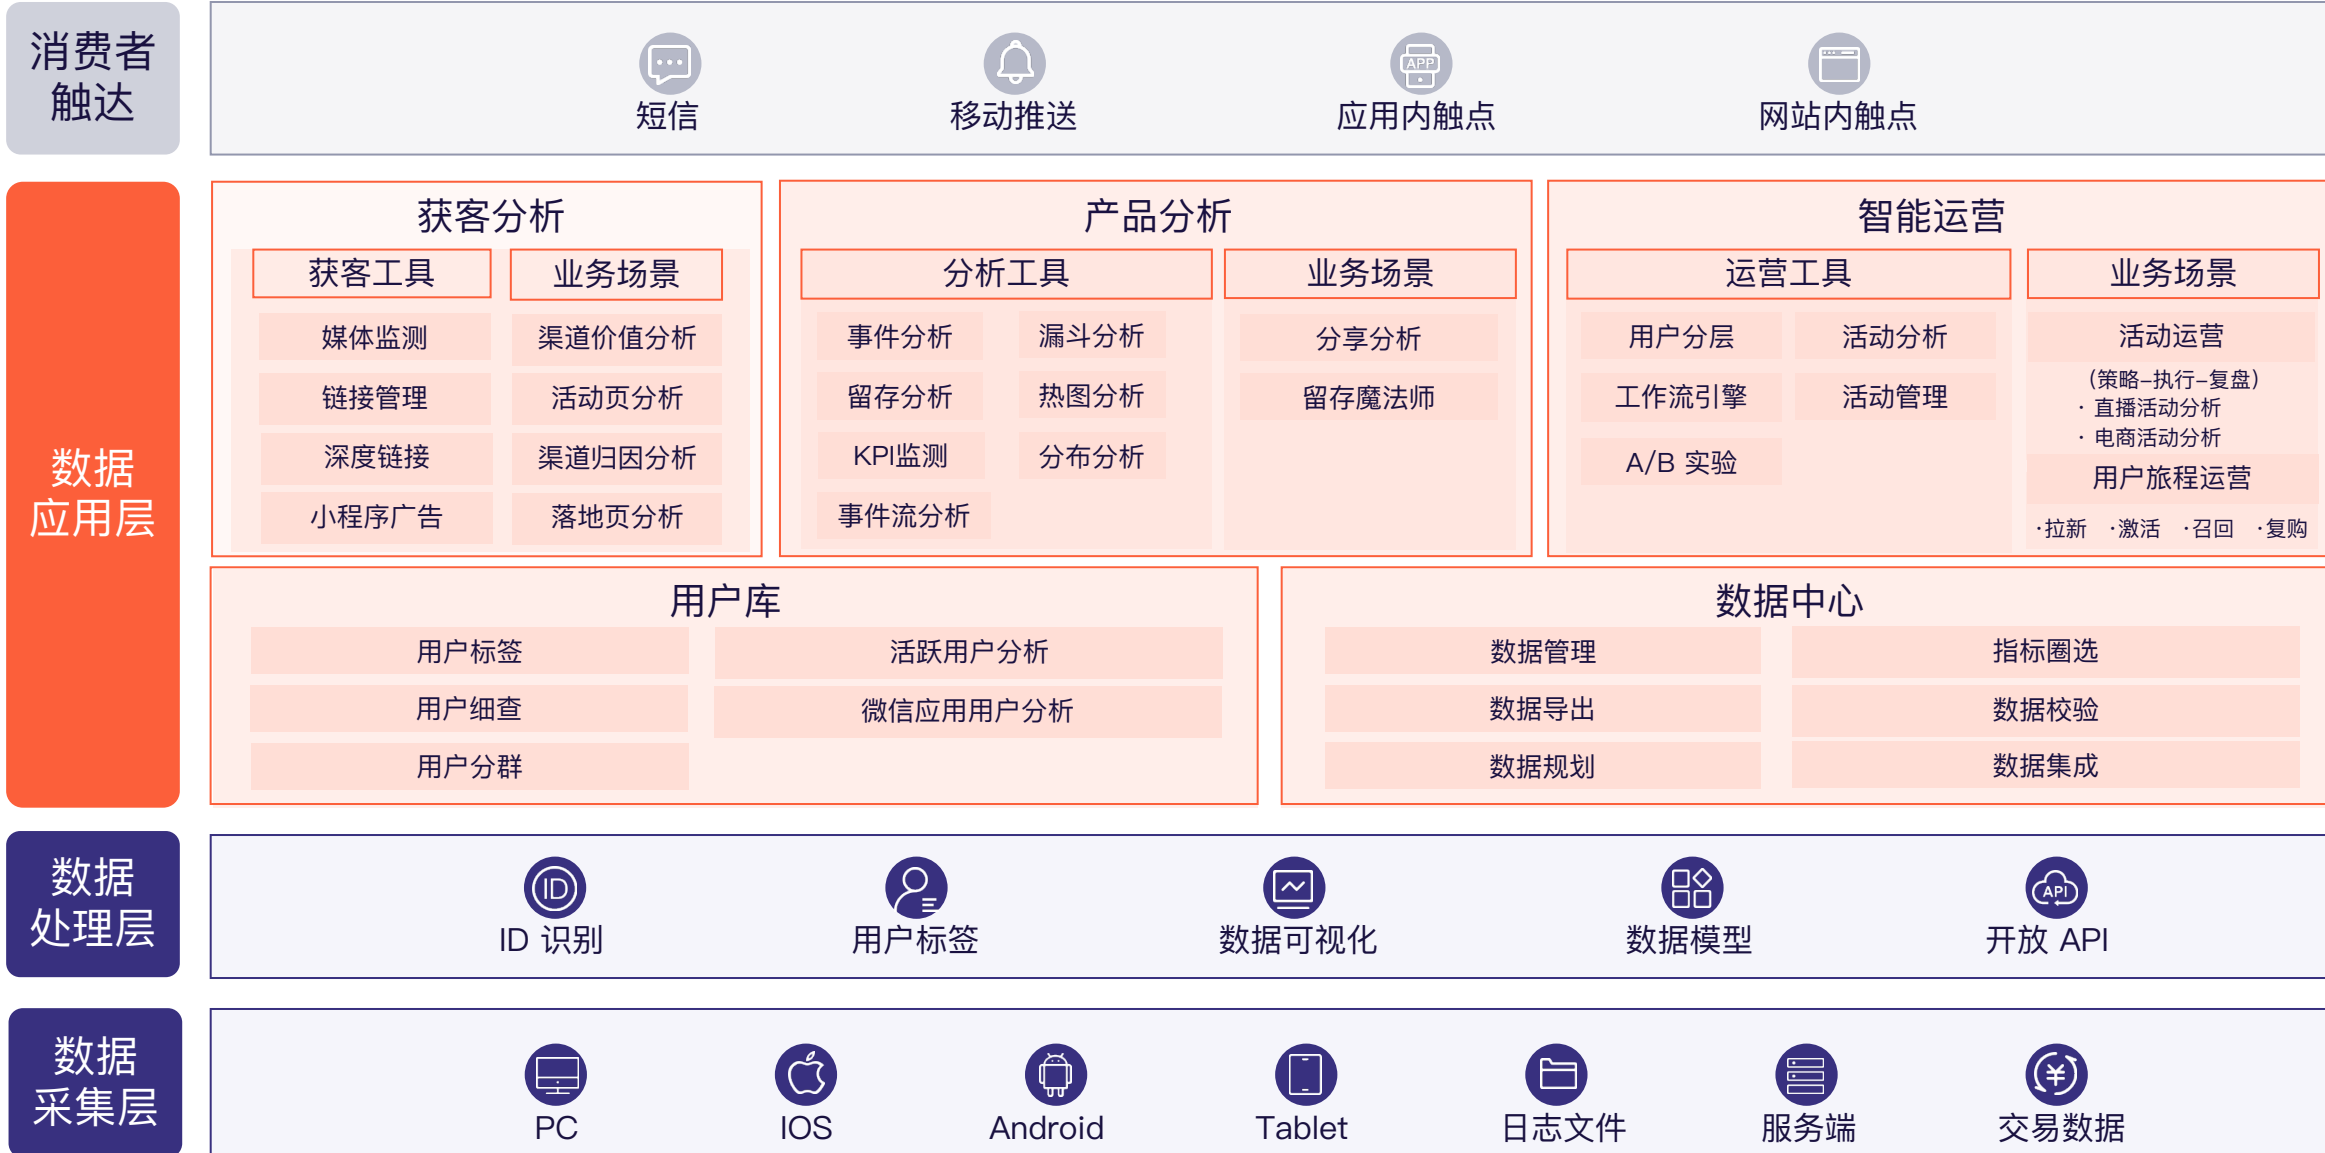 消费者
触达
APP
短信
移动推送
应用内触点
网站内触点
数据
应用层
获客分析
获客工具
业务场景
媒体监测
渠道价值分析
链接管理
活动页分析
深度链接
渠道归因分析
小程序广告
落地页分析
产品分析
分析工具
业务场景
事件分析
漏斗分析
分享分析
留存分析
热图分析
留存魔法师
KPI监测
分布分析
事件流分析
智能运营
运营工具
业务场景
用户分层
活动分析
活动运营
工作流引擎
活动管理
（策略–执行–复盘）
· 直播活动分析
· 电商活动分析
A/B 实验
用户旅程运营
·拉新 ·激活 ·召回 ·复购
用户库
用户标签
活跃用户分析
用户细查
微信应用用户分析
用户分群
数据中心
数据管理
指标圈选
数据导出
数据校验
数据规划
数据集成
数据
处理层
ID
API
ID 识别
用户标签
数据可视化
数据模型
开放 API
数据
采集层
¥
PC
IOS
Android
Tablet
日志文件
服务端
交易数据